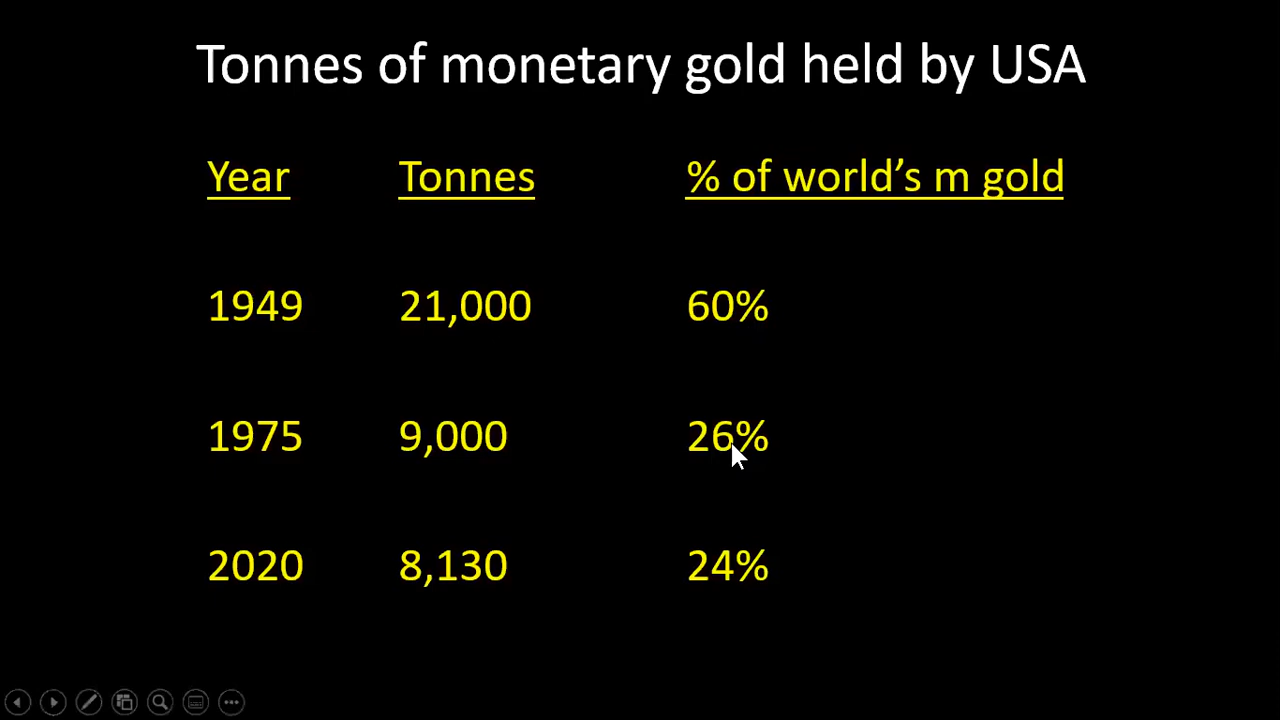 Tonnes of monetary gold held by USA
Year Tonnes % of world’s m gold
1949 21,000 60%
1975 9,000 26%
2020 8,130 24%